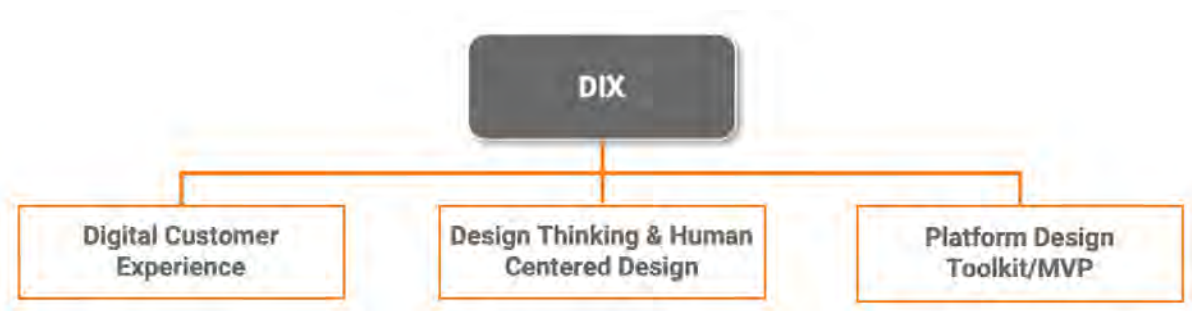 DIX
Digital Customer
Experience
Design Thinking & Human
Centered Design
Platform Design
Toolkit/MVP